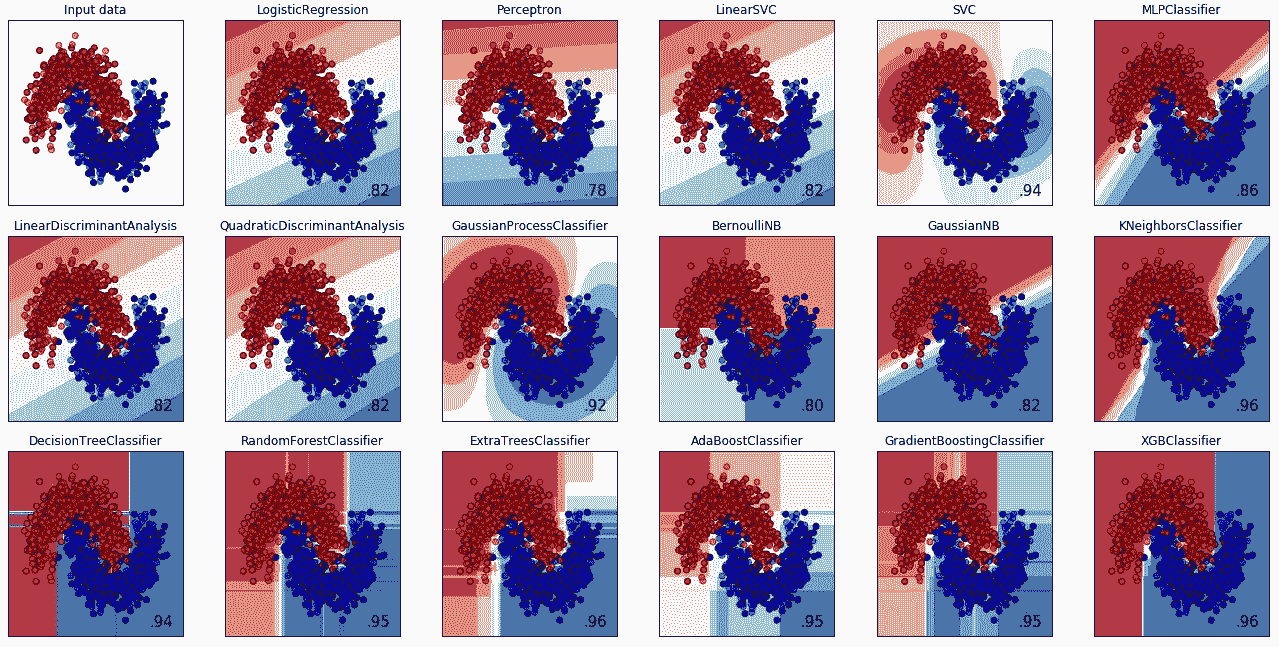 Input data
LogisticRegression
Perceptron
LinearSVC
SVC
MLPClassifier
.82
.78
.82
.94
.86
LinearDiscriminantAnalysis
QuadraticDiscriminantAnalysis
GaussianProcessClassifier
BernoulliNB
GaussianNB
KNeighborsClassifier
.82
.82
.92
.80
.82
.96
DecisionTreeClassifier
RandomForestClassifier
ExtraTreesClassifier
AdaBoostClassifier
GradientBoostingClassifier
XGBClassifier
.94
.95
.96
.95
.95
.96